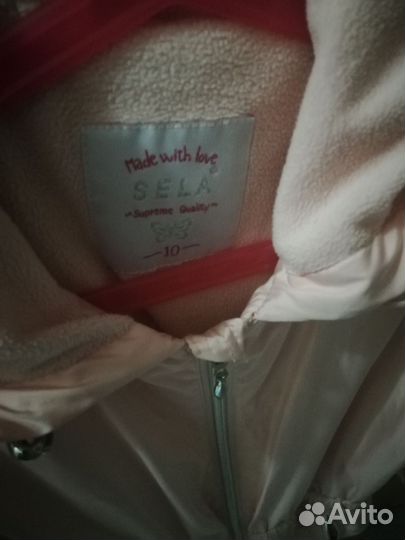 Made with love
SELA
~Supreme Quality~
-10-
Avito